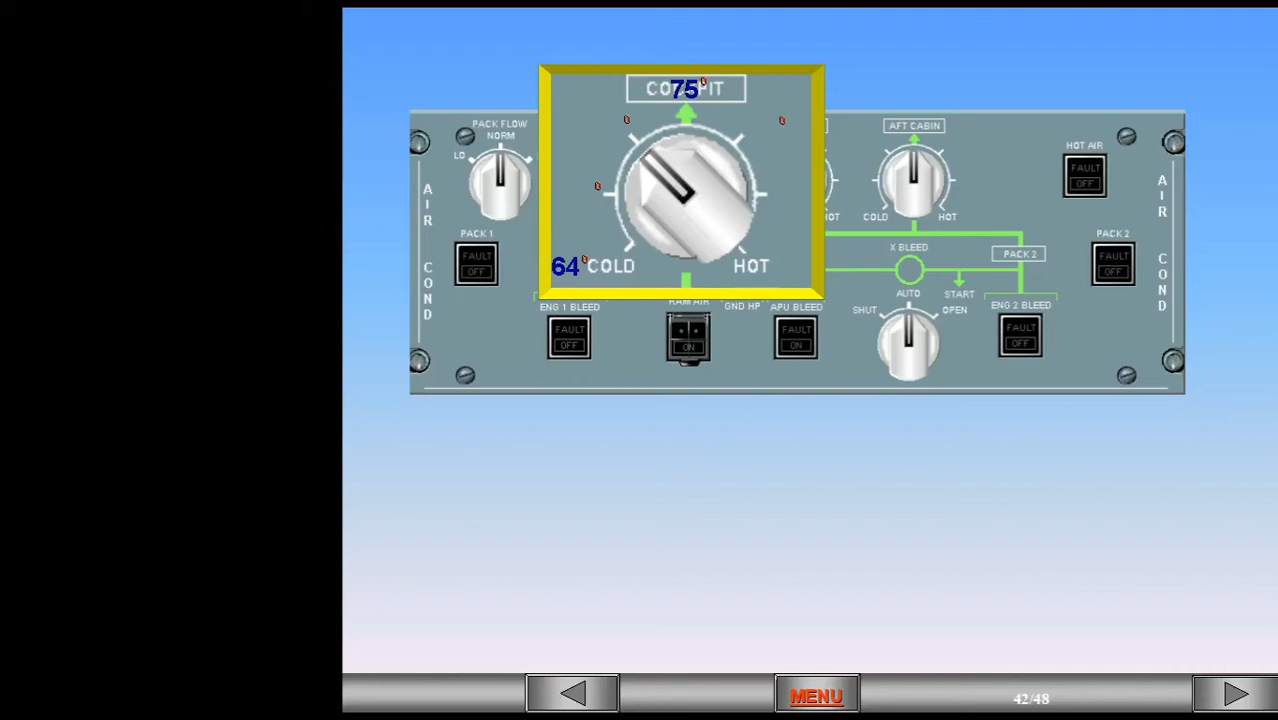 COCKPIT
75°
64°
COLD
HOT
PACK FLOW
NORM
LO
AFT CABIN
COLD
HOT
HOT AIR
FAULT
OFF
AIR
COND
AIR
COND
PACK 1
FAULT
OFF
HOT
X BLEED
PACK 2
PACK 2
FAULT
OFF
ENG 1 BLEED
FAULT
OFF
RAM AIR
ON
GND HP
APU BLEED
FAULT
ON
SHUT
AUTO
OPEN
START
ENG 2 BLEED
FAULT
OFF
MENU
42/48